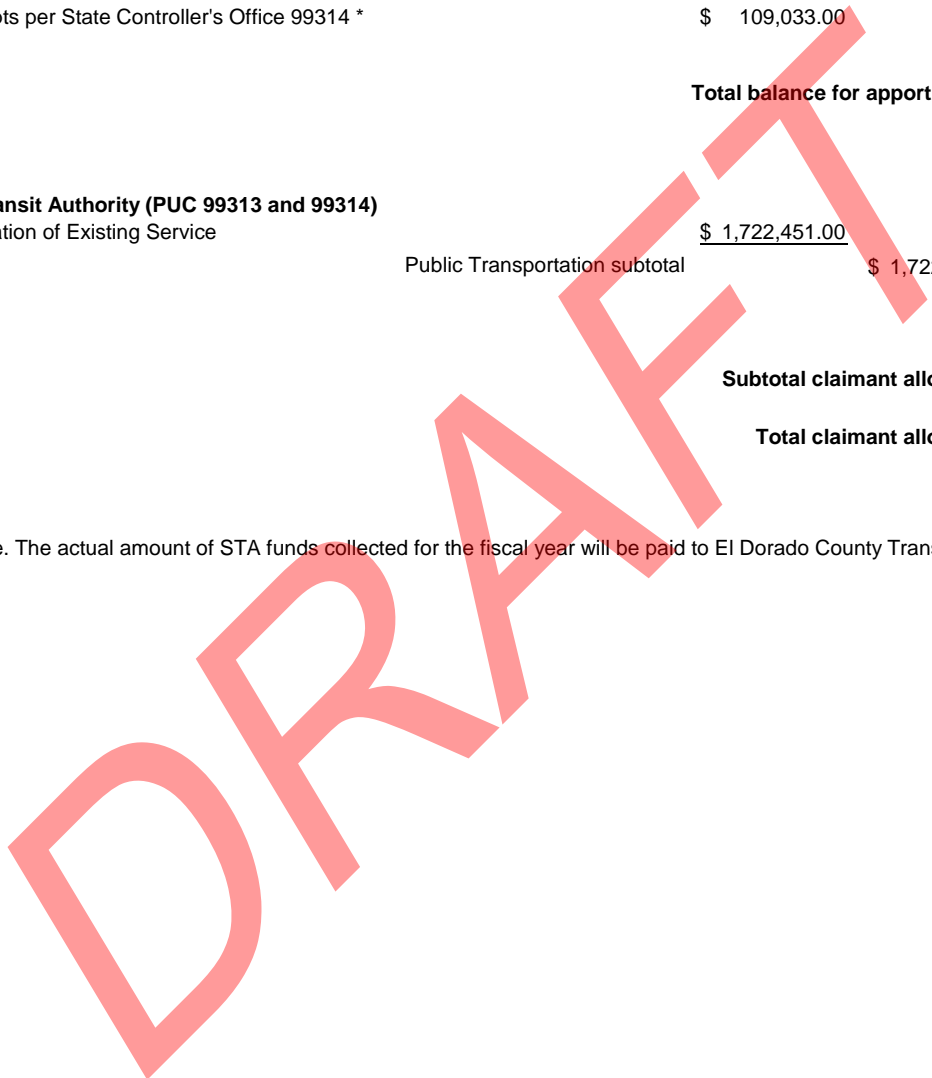 ots per State Controller's Office 99314 * $ 109,033.00
Total balance for apport
ansit Authority (PUC 99313 and 99314)
ation of Existing Service $ 1,722,451.00
Public Transportation subtotal $ 1,72
Subtotal claimant allo
Total claimant allo
e. The actual amount of STA funds collected for the fiscal year will be paid to El Dorado County Trans
DRAFT